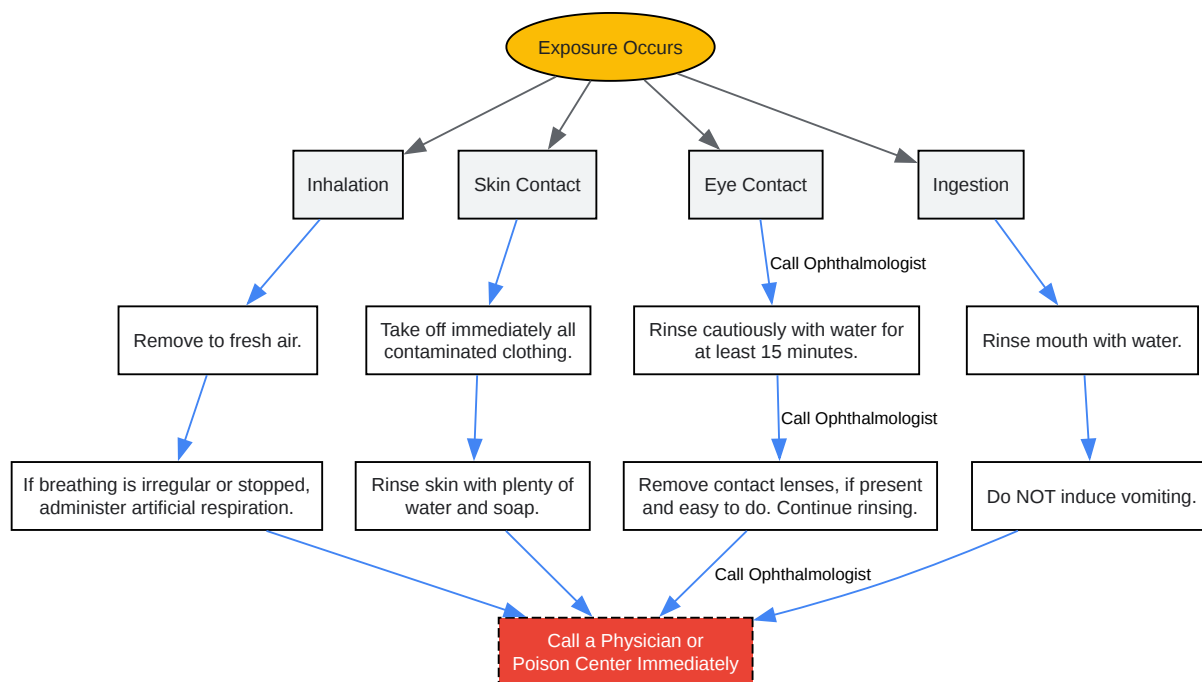 Exposure Occurs
Inhalation
Skin Contact
Eye Contact
Ingestion
Call Ophthalmologist
Remove to fresh air.
Take off immediately all
contaminated clothing.
Rinse cautiously with water for
at least 15 minutes.
Rinse mouth with water.
Call Ophthalmologist
If breathing is irregular or stopped,
administer artificial respiration.
Rinse skin with plenty of
water and soap.
Remove contact lenses, if present
and easy to do. Continue rinsing.
Do NOT induce vomiting.
Call Ophthalmologist
Call a Physician or
Poison Center Immediately